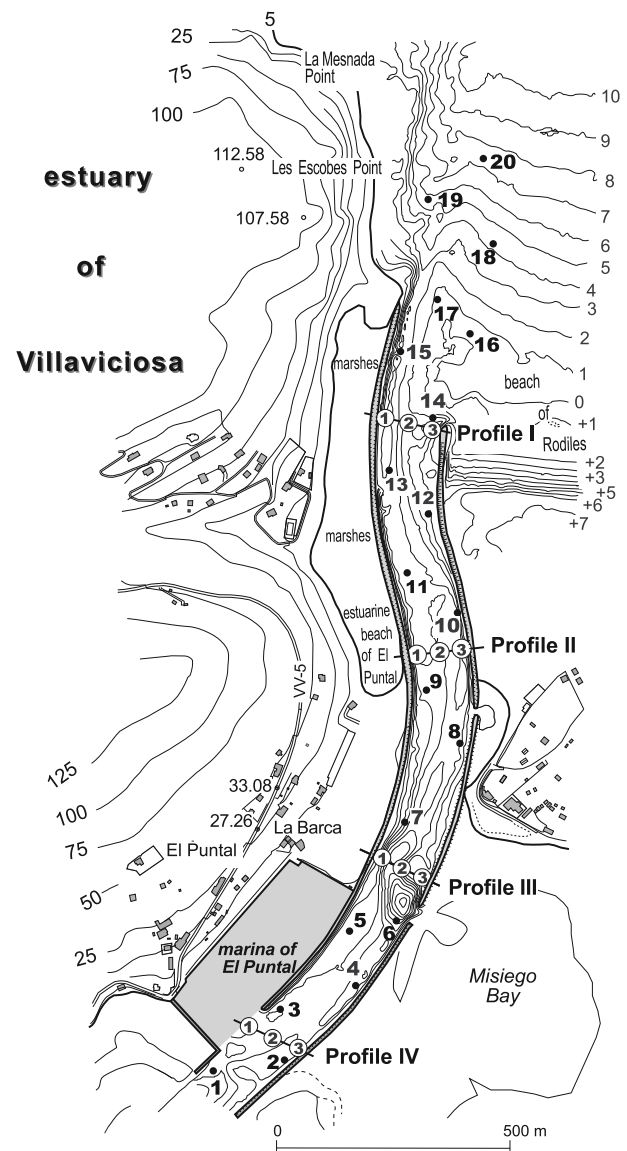 5
25
La Mesnada
Point
75
100
10
9
112.58
Les Escobes Point
20
8
estuary
19
7
107.58
6
18
5
of
4
3
17
2
16
Villaviciosa
marshes
15
1
beach
0
14
of
+1
1
2
3
Profile I
Rodiles
+2
13
+3
12
+5
+6
+7
marshes
11
estuarine
beach
of El
Puntal
10
1
2
3
Profile II
VV-5
9
8
125
33.08
100
27.26
7
La Barca
75
El Puntal
1
2
3
Profile III
50
5
6
marina of
El Puntal
25
4
Misiego
Bay
3
1
2
3
Profile IV
2
1
0
500 m